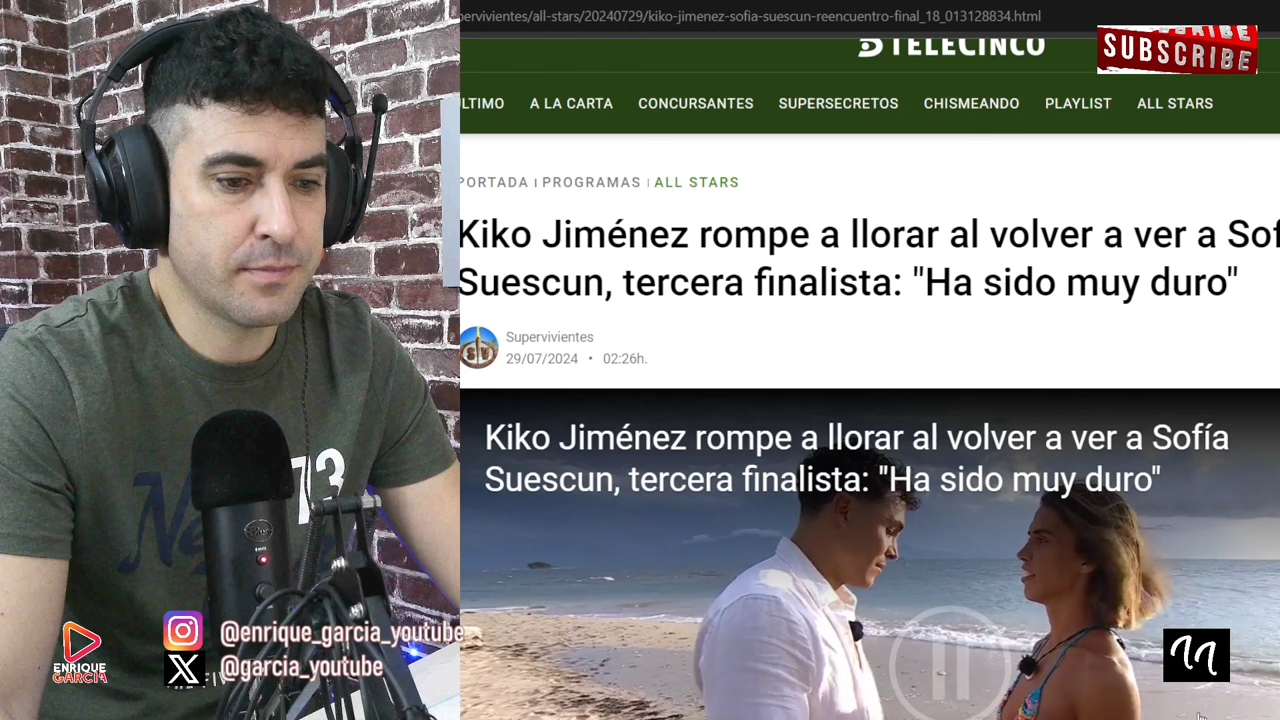 pervivientes/all-stars/20240729/kiko-jimenez-sofia-suescun-reencuentro-final_18_013128834.html
TELECINCO
SUBSCRIBE
LTIMO A LA CARTA CONCURSANTES SUPERSECRETOS CHISMEANDO PLAYLIST ALL STARS
PORTADA | PROGRAMAS | ALL STARS
Kiko Jiménez rompe a llorar al volver a ver a Sof
Suescun, tercera finalista: "Ha sido muy duro"
Supervivientes
29/07/2024 • 02:26h.
Kiko Jiménez rompe a llorar al volver a ver a Sofía
Suescun, tercera finalista: "Ha sido muy duro"
73
ENRIQUE
GARCIA
@enrique_garcia_youtube
@garcia_youtube